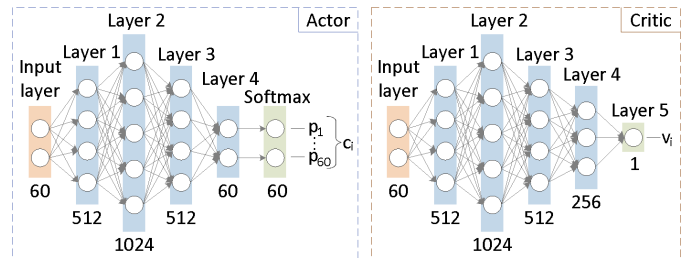 Actor
Layer 2
Layer 1
Layer 3
Input
layer
Layer 4
Softmax
p1
p60
ci
60
512
1024
512
60
60
Critic
Layer 2
Layer 1
Layer 3
Input
layer
Layer 4
Layer 5
vi
60
512
1024
512
256
1